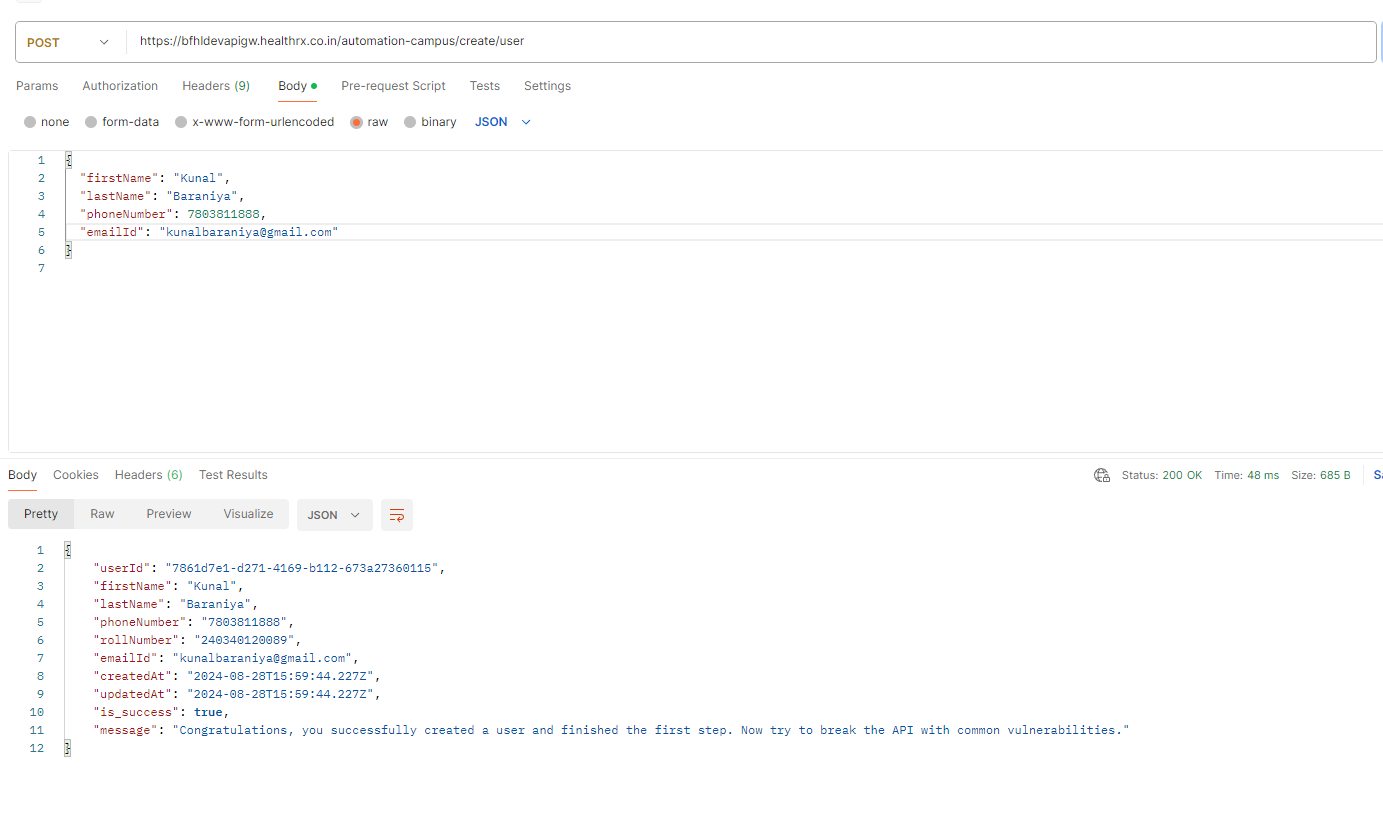 POST https://bfhldevapigw.healthrx.co.in/automation-campus/create/user
Params Authorization Headers (9) Body Pre-request Script Tests Settings
none form-data x-www-form-urlencoded raw binary JSON
1 {
2 "firstName": "Kunal",
3 "lastName": "Baraniya",
4 "phoneNumber": 7803811888,
5 "emailId": "kunalbaraniya@gmail.com"
6 }
7
Body Cookies Headers (6) Test Results Status: 200 OK Time: 48 ms Size: 685 B
Pretty Raw Preview Visualize JSON
1 {
2 "userId": "7861d7e1-d271-4169-b112-673a27360115",
3 "firstName": "Kunal",
4 "lastName": "Baraniya",
5 "phoneNumber": "7803811888",
6 "rollNumber": "240340120089",
7 "emailId": "kunalbaraniya@gmail.com",
8 "createdAt": "2024-08-28T15:59:44.227Z",
9 "updatedAt": "2024-08-28T15:59:44.227Z",
10 "is_success": true,
11 "message": "Congratulations, you successfully created a user and finished the first step. Now try to break the API with common vulnerabilities."
12 }